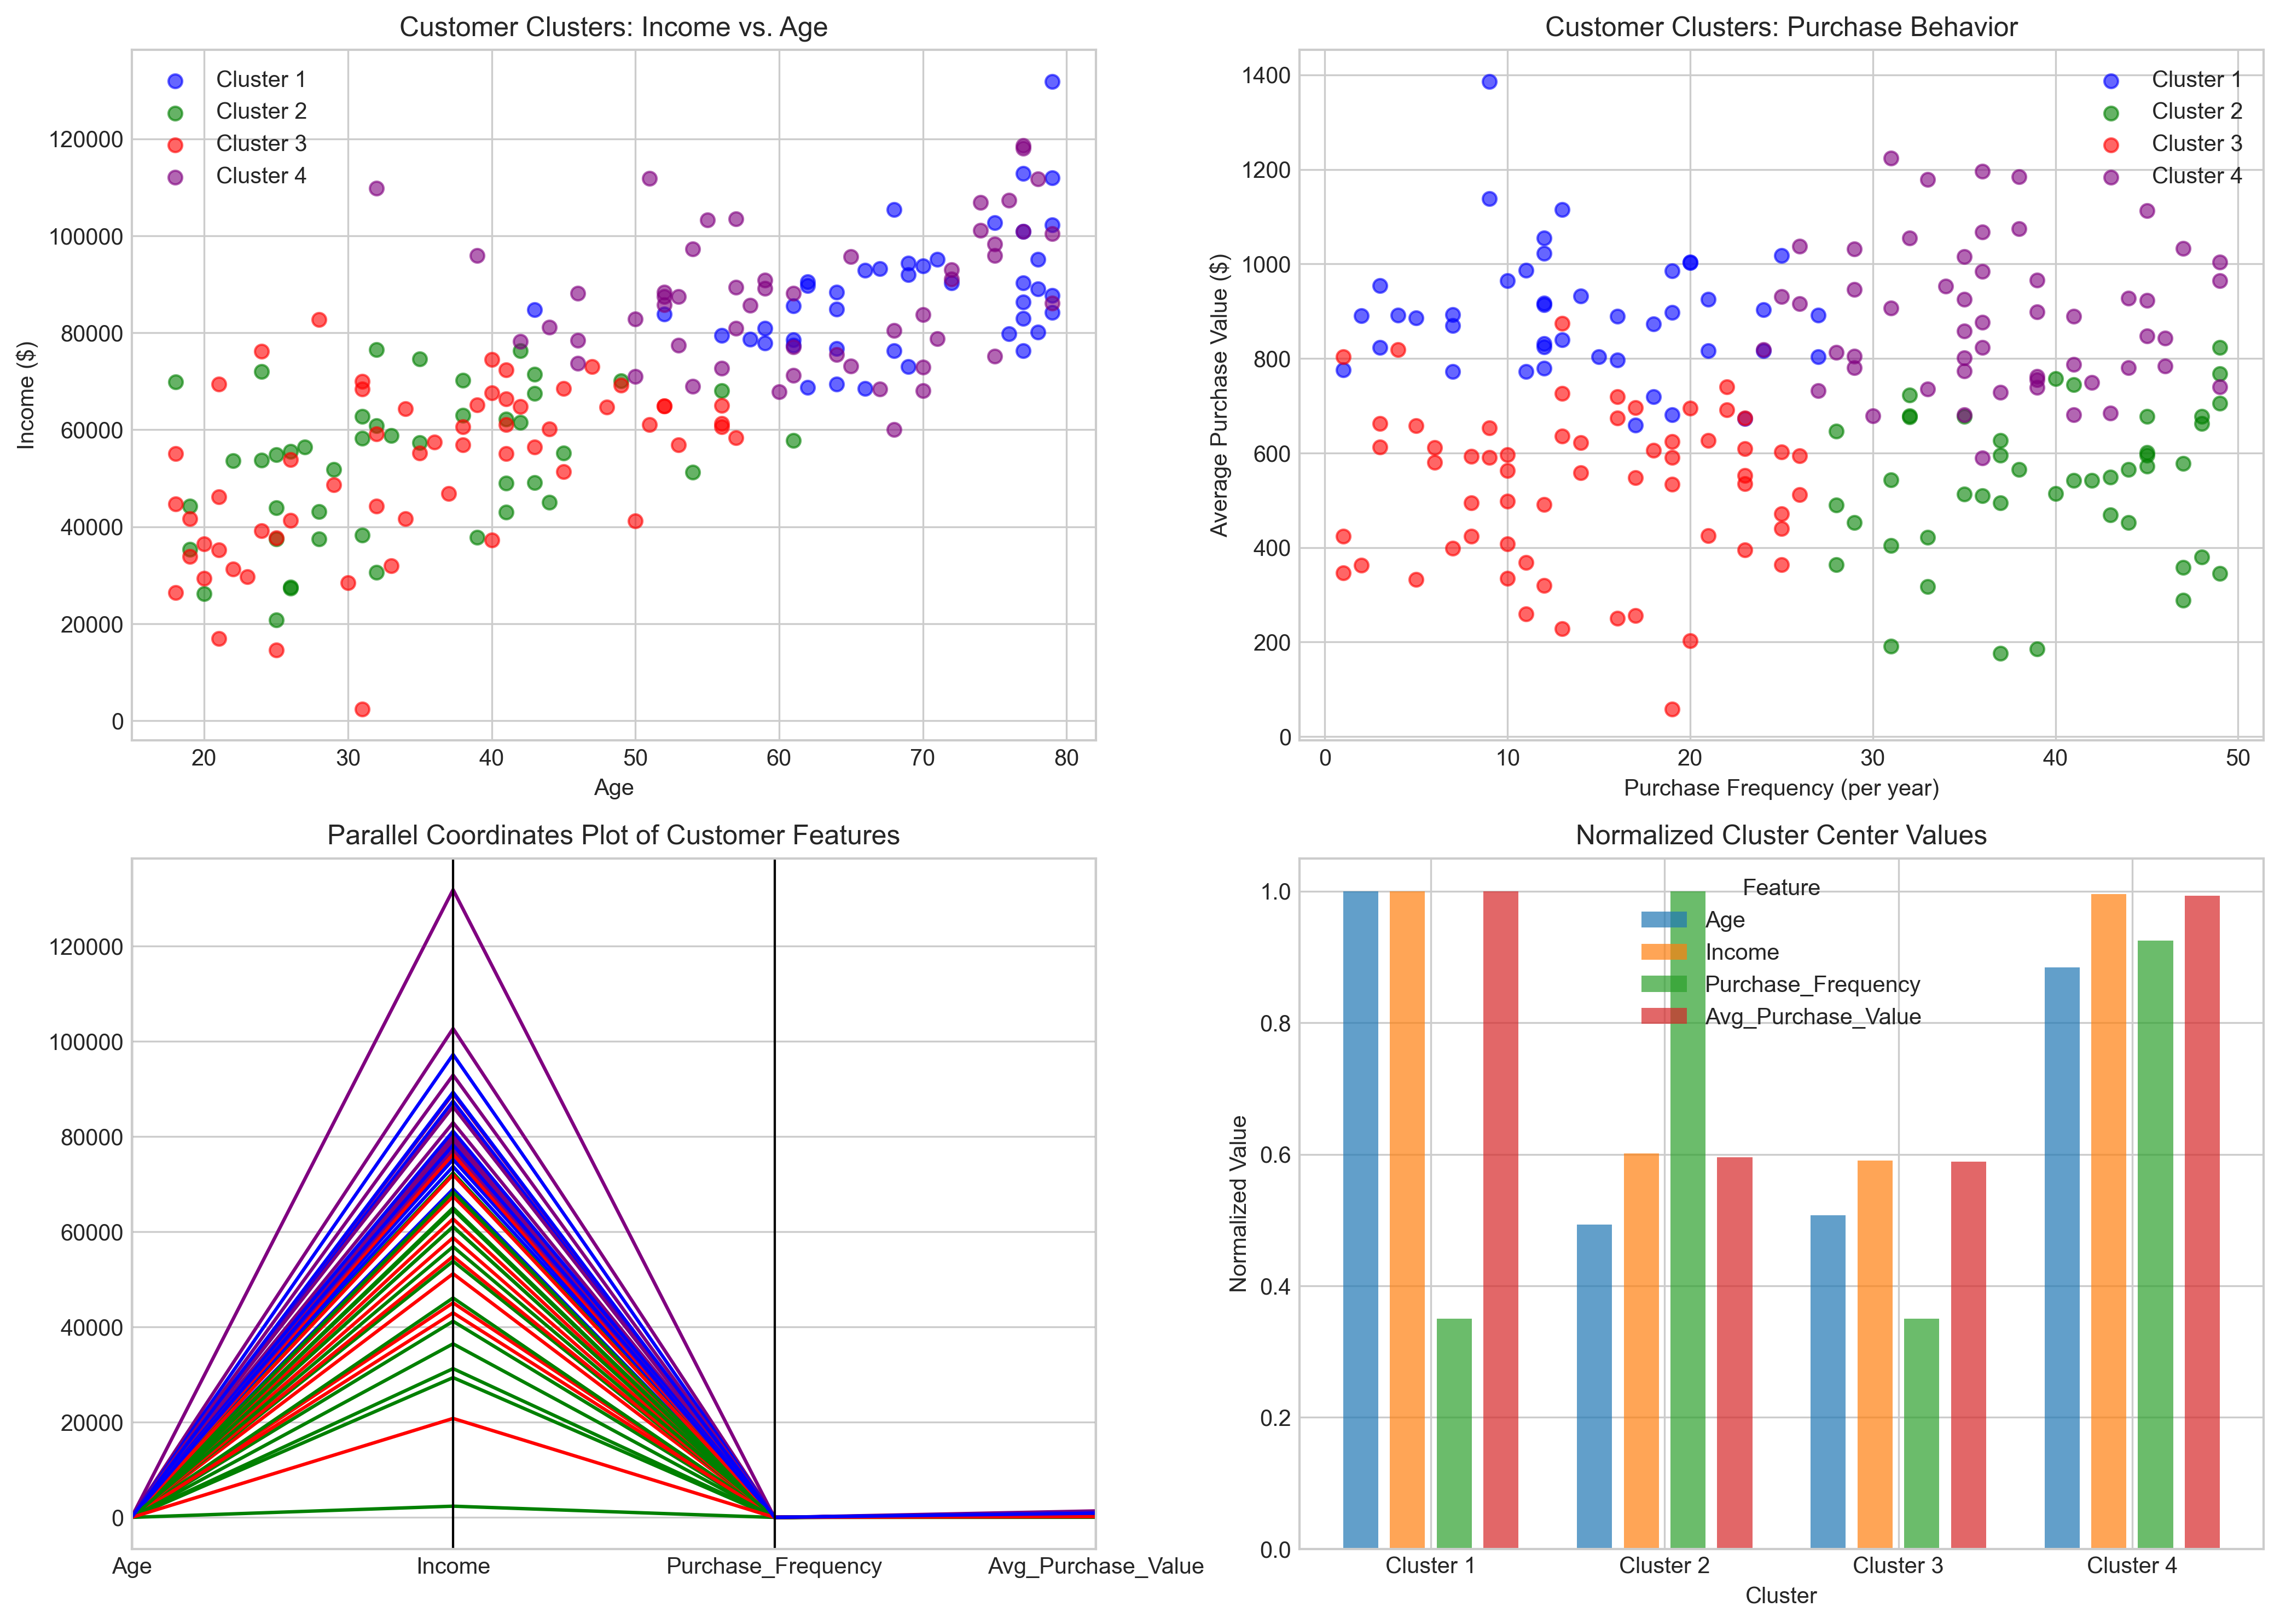 Customer Clusters: Income vs. Age
Cluster 1
Cluster 2
Cluster 3
Cluster 4
120000
100000
80000
60000
40000
20000
0
Income ($)
20 30 40 50 60 70 80
Age
Customer Clusters: Purchase Behavior
Cluster 1
Cluster 2
Cluster 3
Cluster 4
1400
1200
1000
800
600
400
200
0
Average Purchase Value ($)
0 10 20 30 40 50
Purchase Frequency (per year)
Parallel Coordinates Plot of Customer Features
120000
100000
80000
60000
40000
20000
0
Age Income Purchase_Frequency Avg_Purchase_Value
Normalized Cluster Center Values
Feature
Age
Income
Purchase_Frequency
Avg_Purchase_Value
1.0
0.8
0.6
0.4
0.2
0.0
Normalized Value
Cluster 1 Cluster 2 Cluster 3 Cluster 4
Cluster